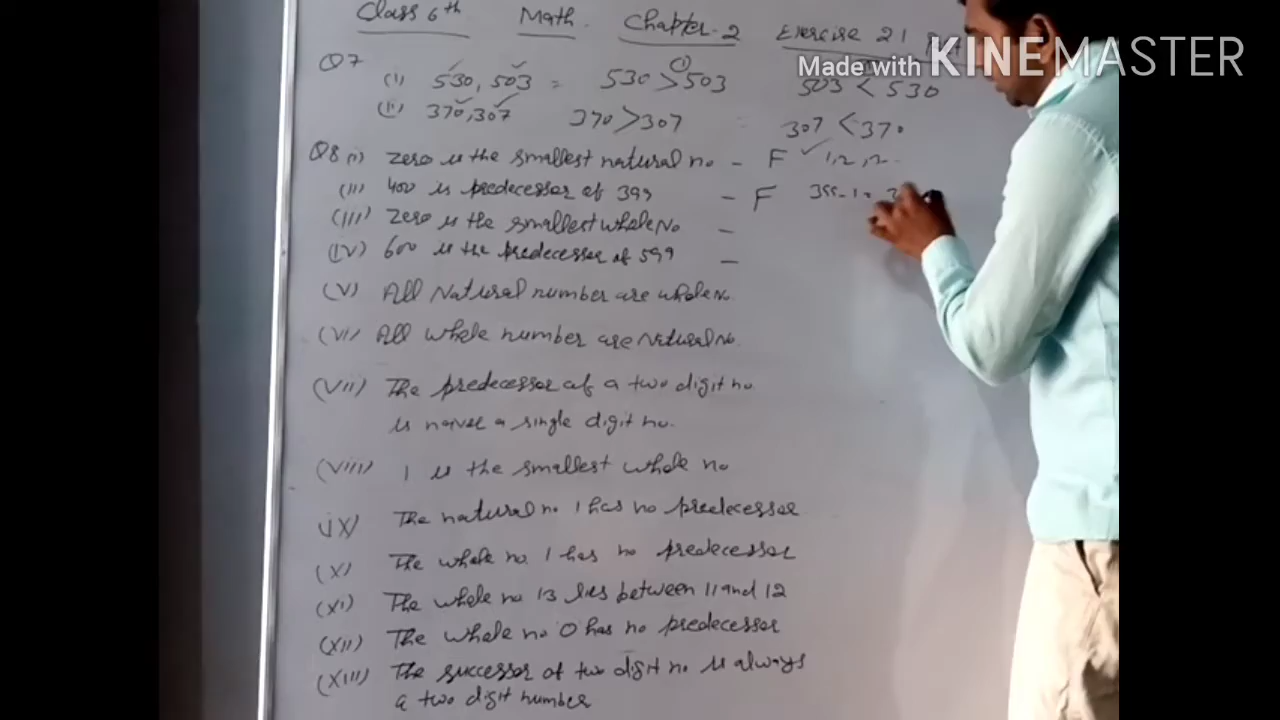 Class 6th Math. Chapter-2 Exercise 2.1
Made with KINEMASTER
Q7
(i) 530, 503 = 530 > 503 (i) 503 < 530
(ii) 370, 307 370 > 307 = 307 < 370
Q8 (i) Zero is the smallest natural no - F 1, 2, 
(ii) 400 is predecessor of 399 - F
(iii) Zero is the smallest whole No -
(iv) 600 is the predecessor of 599 -
(v) All Natural number are whole No.
(vi) All whole number are Natural No.
(vii) The predecessor of a two digit no
is naver a single digit no.
(viii) 1 is the smallest whole no
(ix) The natural no 1 has no predecessor
(x) The whole no. 1 has no predecessor
(xi) The whole no 13 lies between 11 and 12
(xii) The whole no 0 has no predecessor
(xiii) The successor of two digit no is always
a two digit number